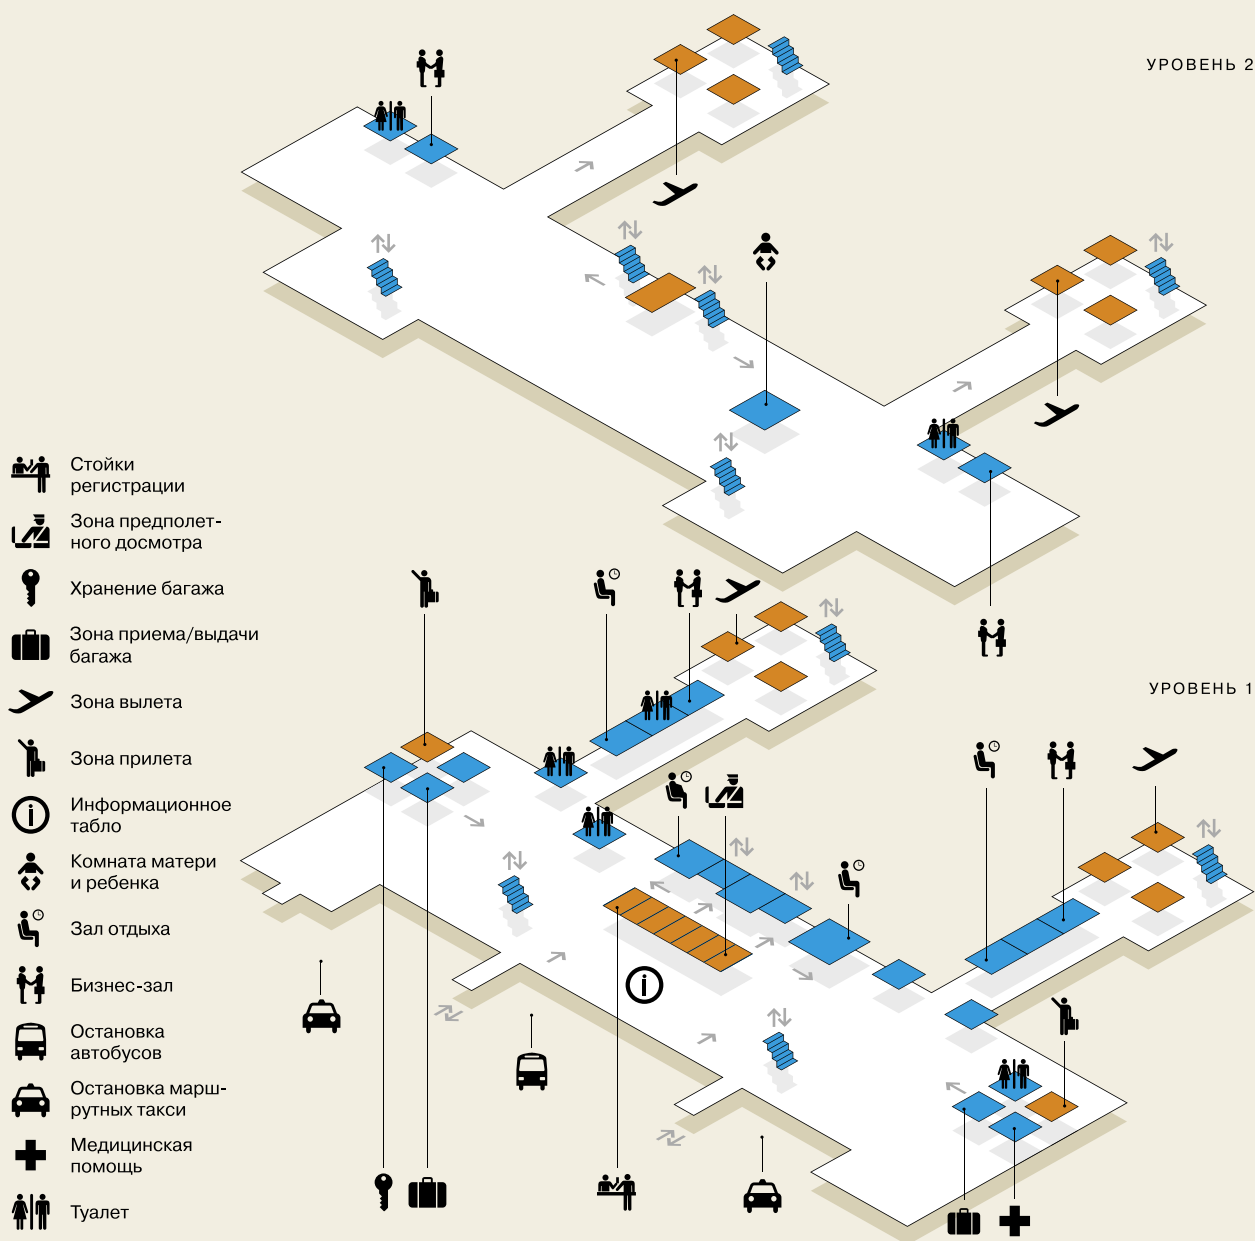 УРОВЕНЬ 2
Стойки
регистрации
Зона предполет-
ного досмотра
Хранение багажа
Зона приема/выдачи
багажа
Зона вылета
Зона прилета
Информационное
табло
Комната матери
и ребенка
Зал отдыха
Бизнес-зал
Остановка
автобусов
Остановка марш-
рутных такси
Медицинская
помощь
Туалет
УРОВЕНЬ 1